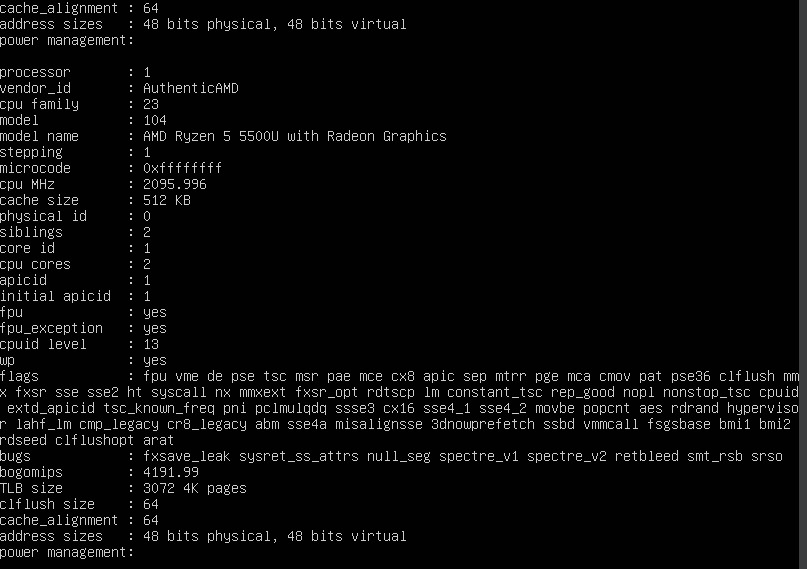 cache_alignment : 64
address sizes   : 48 bits physical, 48 bits virtual
power management:

processor       : 1
vendor_id       : AuthenticAMD
cpu family      : 23
model           : 104
model name      : AMD Ryzen 5 5500U with Radeon Graphics
stepping        : 1
microcode       : 0xffffffff
cpu MHz         : 2095.996
cache size      : 512 KB
physical id     : 0
siblings        : 2
core id         : 1
cpu cores       : 2
apicid          : 1
initial apicid  : 1
fpu             : yes
fpu_exception   : yes
cpuid level     : 13
wp              : yes
flags           : fpu vme de pse tsc msr pae mce cx8 apic sep mtrr pge mca cmov pat pse36 clflush mm
x fxsr sse sse2 ht syscall nx mmxext fxsr_opt rdtscp lm constant_tsc rep_good nopl nonstop_tsc cpuid
 extd_apicid tsc_known_freq pni pclmulqdq ssse3 cx16 sse4_1 sse4_2 movbe popcnt aes rdrand hyperviso
r lahf_lm cmp_legacy cr8_legacy abm sse4a misalignsse 3dnowprefetch ssbd vmmcall fsgsbase bmi1 bmi2
rdseed clflushopt arat
bugs            : fxsave_leak sysret_ss_attrs null_seg spectre_v1 spectre_v2 retbleed smt_rsb srso
bogomips        : 4191.99
TLB size        : 3072 4K pages
clflush size    : 64
cache_alignment : 64
address sizes   : 48 bits physical, 48 bits virtual
power management: